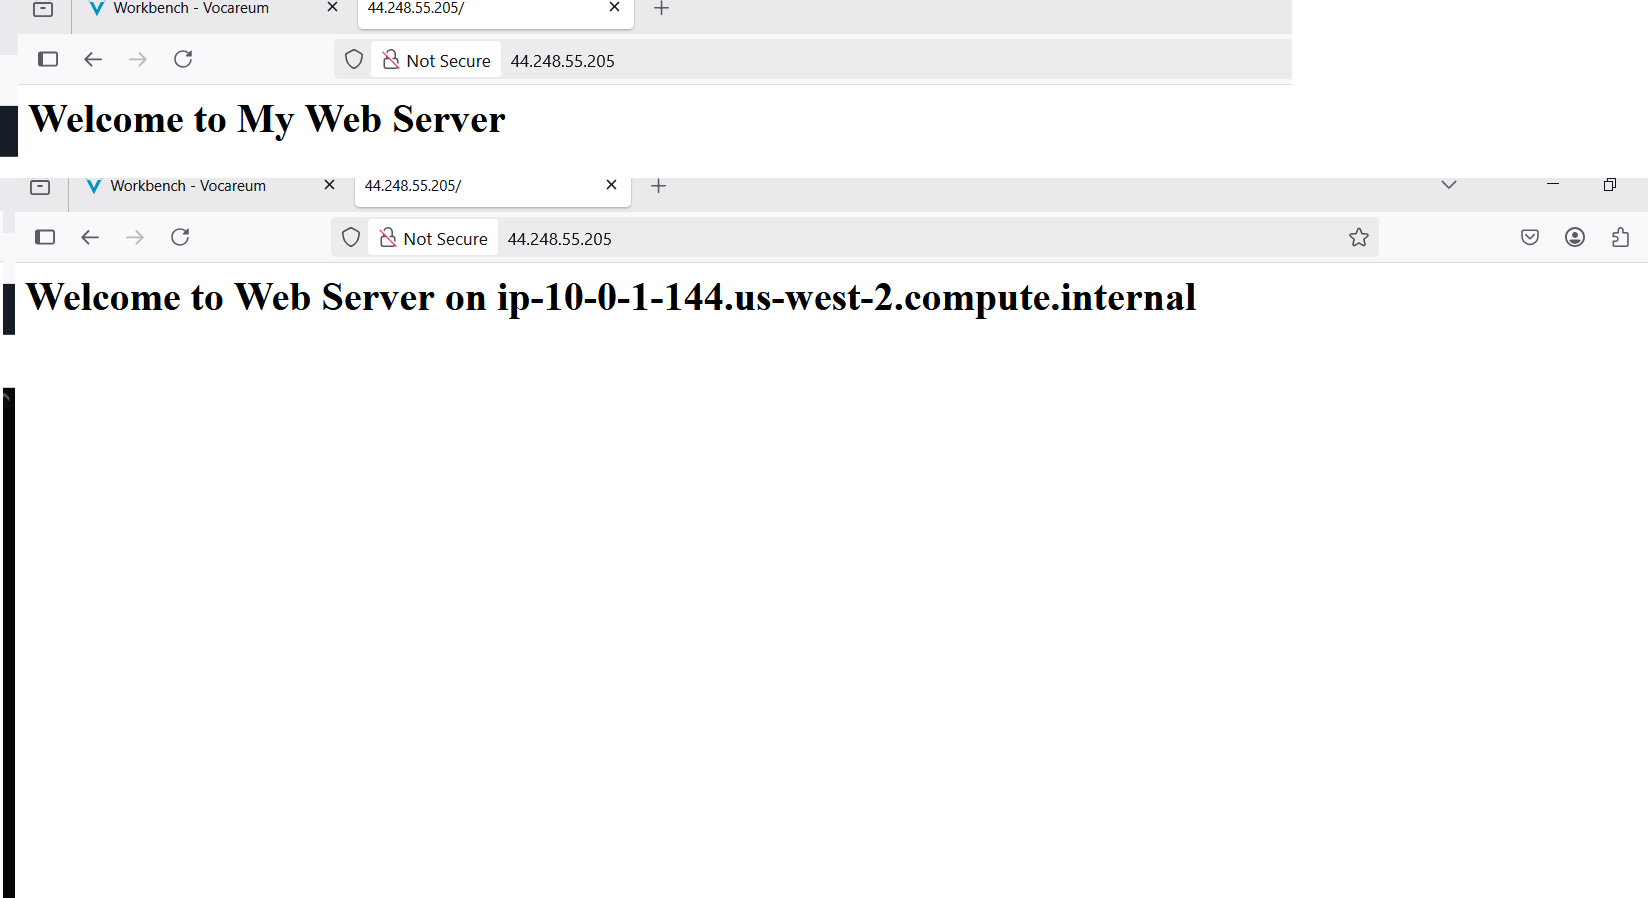 Workbench - Vocareum 44.248.55.205/
Not Secure 44.248.55.205
Welcome to My Web Server
Workbench - Vocareum 44.248.55.205/
Not Secure 44.248.55.205
Welcome to Web Server on ip-10-0-1-144.us-west-2.compute.internal